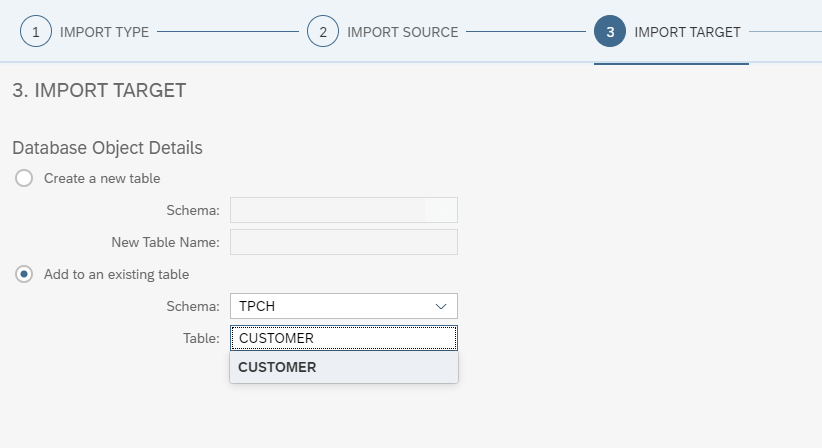 1 IMPORT TYPE 2 IMPORT SOURCE 3 IMPORT TARGET
3. IMPORT TARGET
Database Object Details
Create a new table
Schema:
New Table Name:
Add to an existing table
Schema: TPCH
Table: CUSTOMER
CUSTOMER